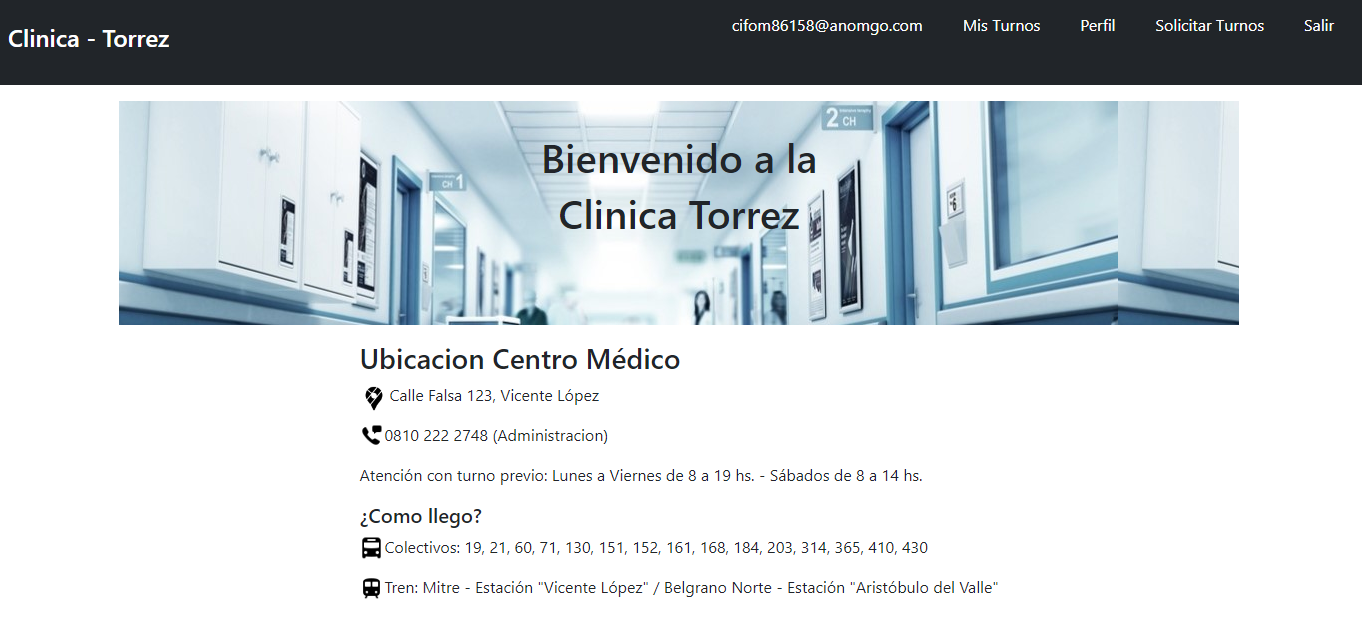 Clinica - Torrez
cifom86158@anomgo.com Mis Turnos Perfil Solicitar Turnos Salir
2 CH
CH 1
Bienvenido a la
Clinica Torrez
6
Ubicacion Centro Médico
Calle Falsa 123, Vicente López
0810 222 2748 (Administracion)
Atención con turno previo: Lunes a Viernes de 8 a 19 hs. - Sábados de 8 a 14 hs.
¿Como llego?
Colectivos: 19, 21, 60, 71, 130, 151, 152, 161, 168, 184, 203, 314, 365, 410, 430
Tren: Mitre - Estación "Vicente López" / Belgrano Norte - Estación "Aristóbulo del Valle"